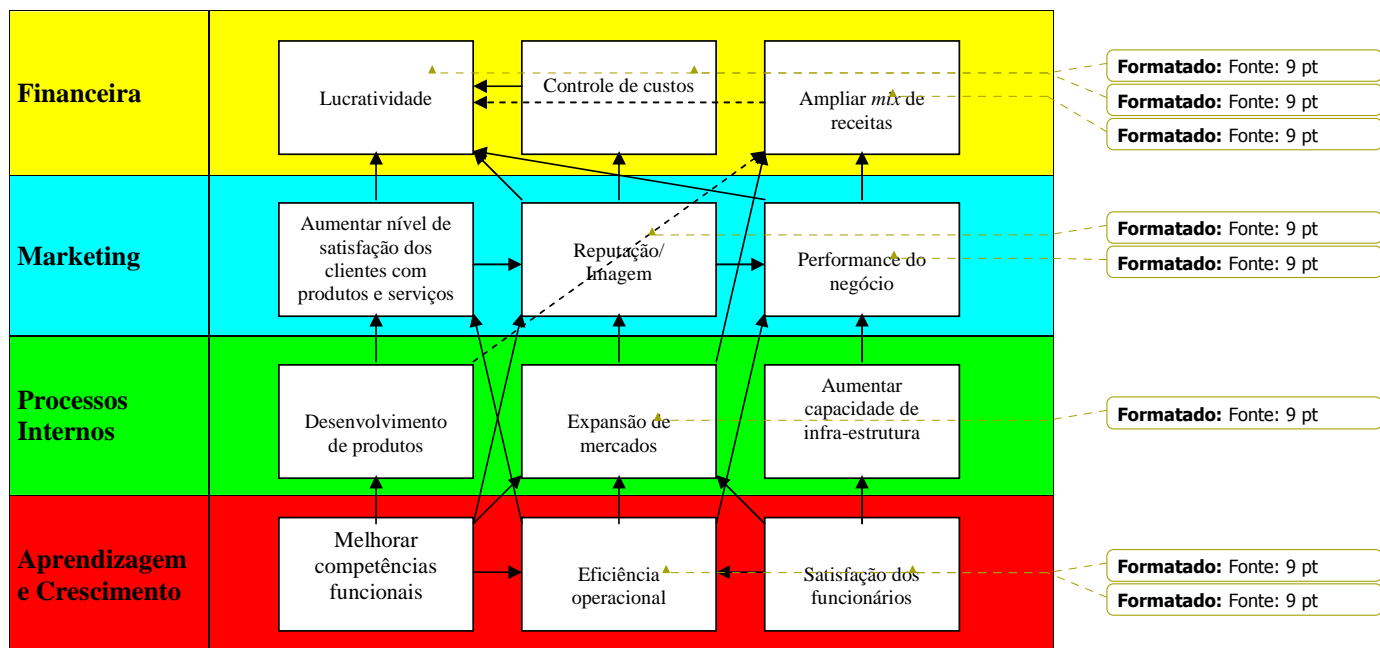 Financeira
Lucratividade
Controle de custos
Ampliar mix de
receitas
Formatado: Fonte: 9 pt
Formatado: Fonte: 9 pt
Formatado: Fonte: 9 pt
Marketing
Aumentar nível de
satisfação dos
clientes com
produtos e serviços
Reputação/
Imagem
Performance do
negócio
Formatado: Fonte: 9 pt
Formatado: Fonte: 9 pt
Processos
Internos
Desenvolvimento
de produtos
Expansão de
mercados
Aumentar
capacidade de
infra-estrutura
Formatado: Fonte: 9 pt
Aprendizagem
e Crescimento
Melhorar
competências
funcionais
Eficiência
operacional
Satisfação dos
funcionários
Formatado: Fonte: 9 pt
Formatado: Fonte: 9 pt